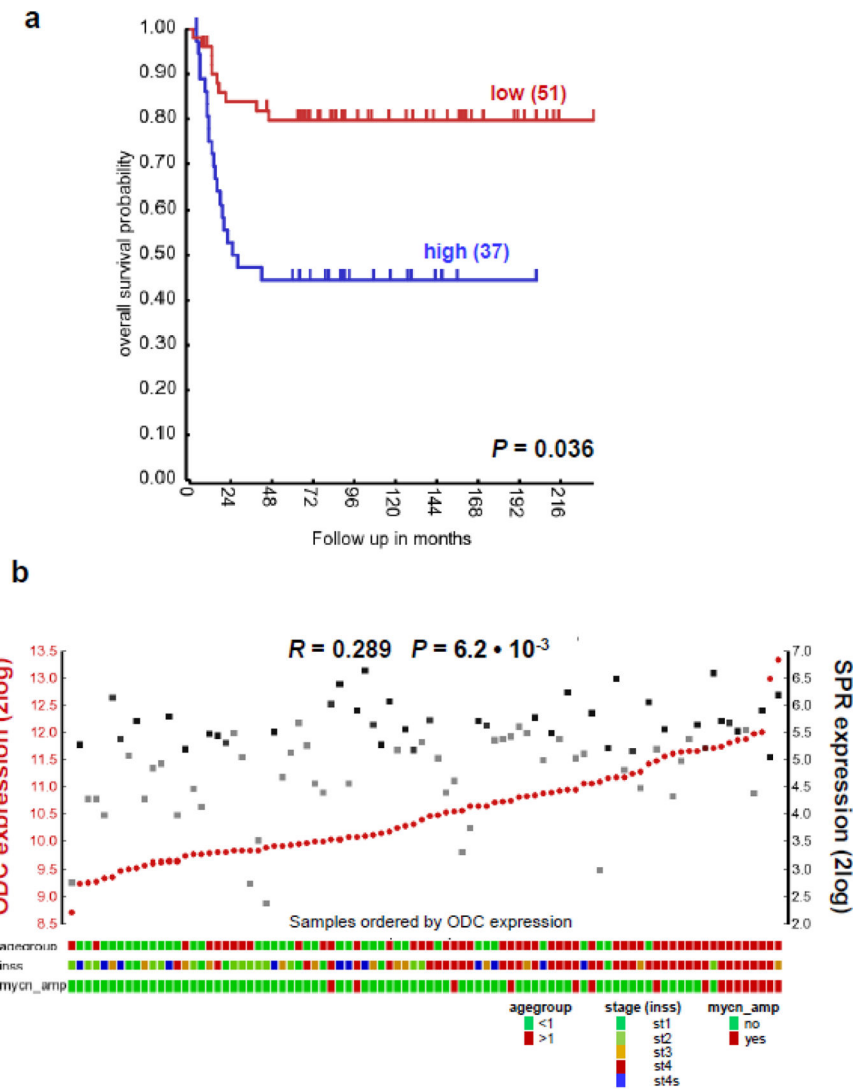 a
1.00
0.90
0.80
0.70
0.60
0.50
0.40
0.30
0.20
0.10
0.00
overall survival probability
low (51)
high (37)
P = 0.036
0 24 48 72 96 120 144 168 192 216
Follow up in months
b
R = 0.289 P = 6.2 • 10-3
ODC expression (2log)
13.5
13.0
12.5
12.0
11.5
11.0
10.5
10.0
9.5
9.0
8.5
7.0
6.5
6.0
5.5
5.0
4.5
4.0
3.5
3.0
2.5
2.0
SPR expression (2log)
Samples ordered by ODC expression
agegroup
inss
mycn_amp
agegroup stage (inss) mycn_amp
<1 st1 no
>1 st2 yes
st3
st4
st4s